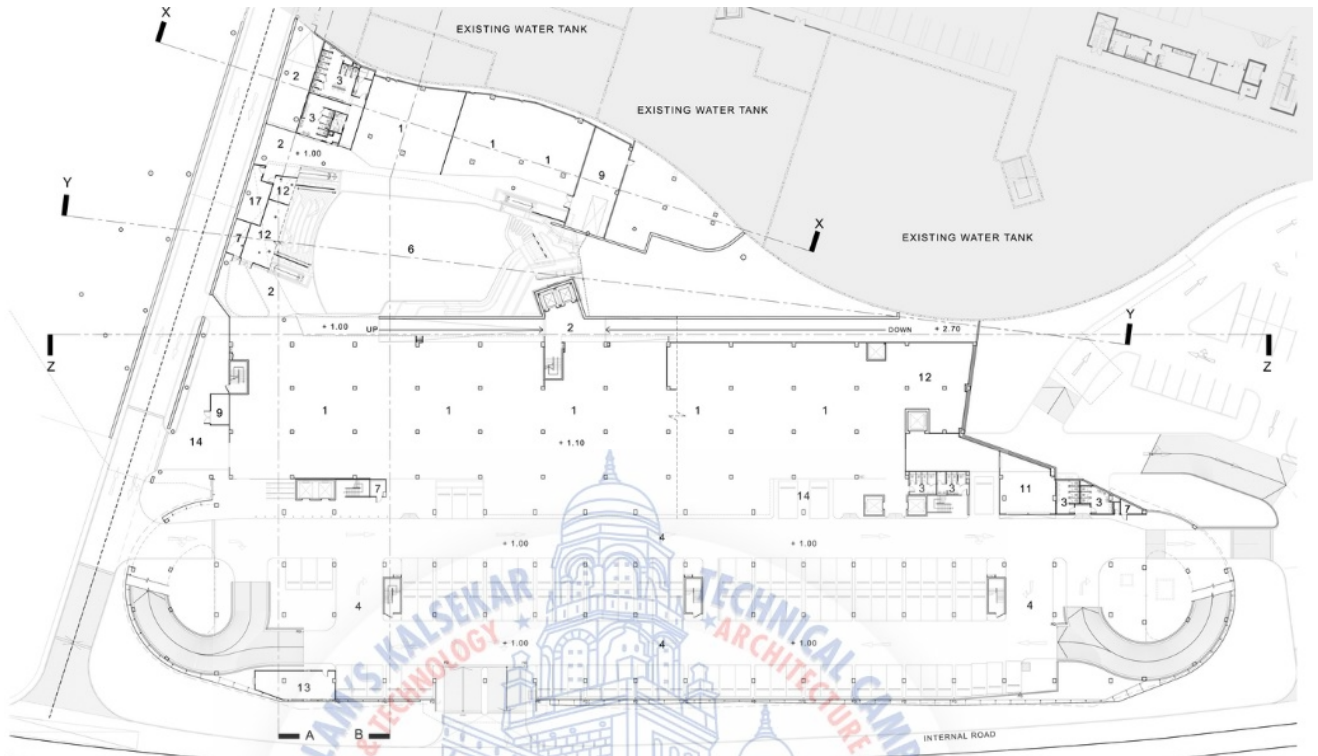 X
EXISTING WATER TANK
2
3
EXISTING WATER TANK
3
1
2
+ 1.00
1
1
9
Y
12
17
X
7
12
6
EXISTING WATER TANK
2
+ 1.00
UP
2
DOWN
+ 2.70
Y
Z
Z
12
9
1
1
1
1
1
14
+ 1.10
7
14
3
3
11
3
3
7
+ 1.00
4
+ 1.00
4
4
+ 1.00
4
+ 1.00
13
A
B
INTERNAL ROAD
LAM'S KALSEKAR
TECHNICAL CAMP
& TECHNOLOGY
ARCHITECTURE